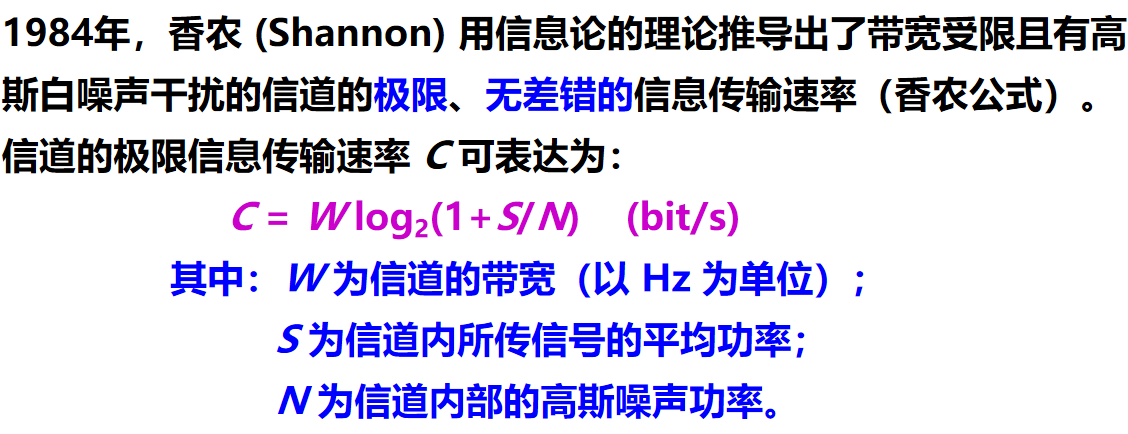 1984年，香农 (Shannon) 用信息论的理论推导出了带宽受限且有高
斯白噪声干扰的信道的极限、无差错的信息传输速率（香农公式）。
信道的极限信息传输速率 C 可表达为：
C = W log₂(1+S/N) (bit/s)
其中：W 为信道的带宽（以 Hz 为单位）；
S 为信道内所传信号的平均功率；
N 为信道内部的高斯噪声功率。